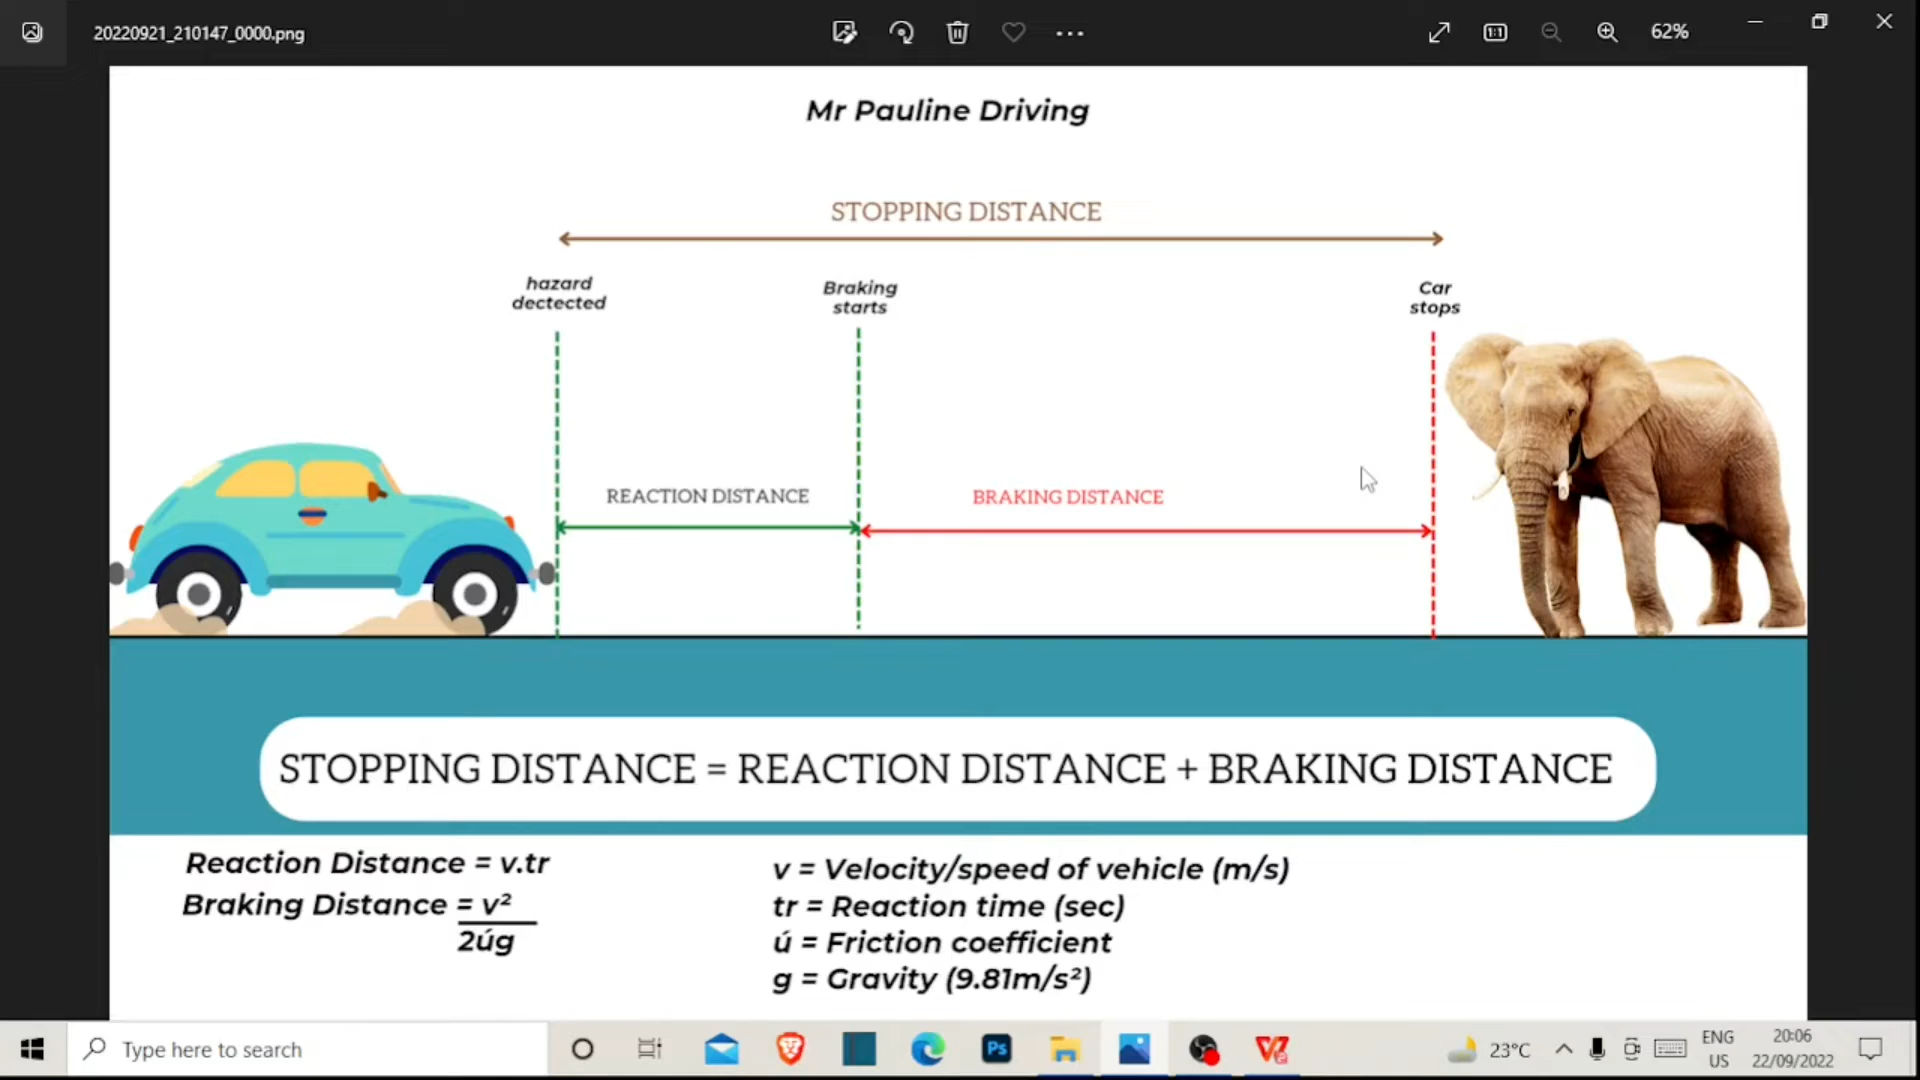 20220921_210147_0000.png
1:1
62%
Mr Pauline Driving
STOPPING DISTANCE
hazard
dectected
Braking
starts
Car
stops
REACTION DISTANCE
BRAKING DISTANCE
STOPPING DISTANCE = REACTION DISTANCE + BRAKING DISTANCE
Reaction Distance = v.tr
Braking Distance = v²
2úg
v = Velocity/speed of vehicle (m/s)
tr = Reaction time (sec)
ú = Friction coefficient
g = Gravity (9.81m/s²)
Type here to search
Ps
23°C
ENG
US
20:06
22/09/2022